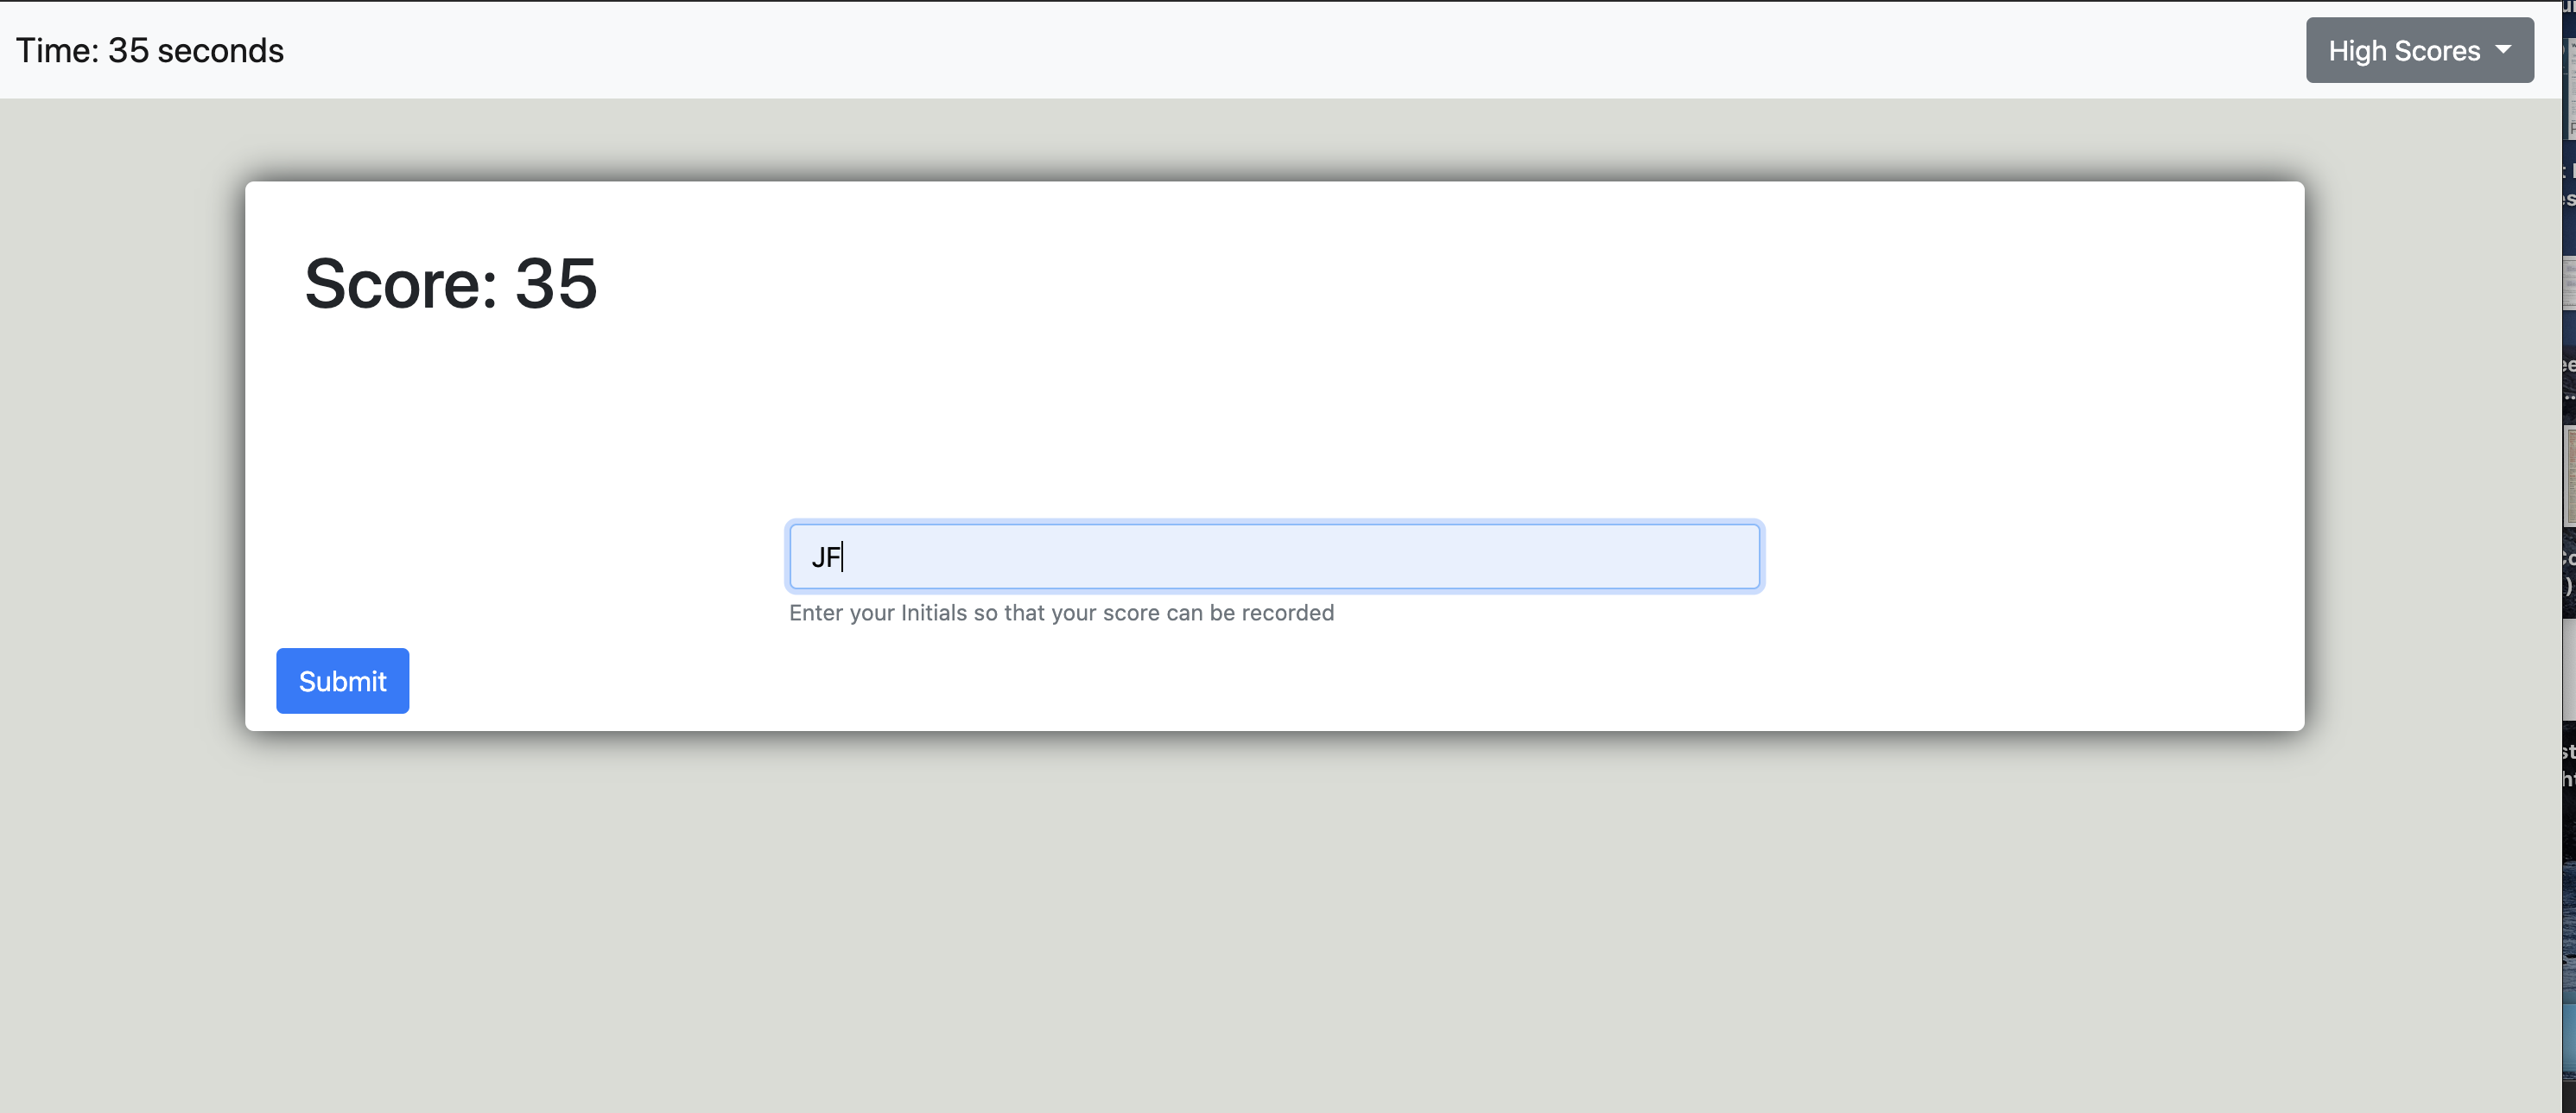 Time: 35 seconds
High Scores
Score: 35
JF
Enter your Initials so that your score can be recorded
Submit